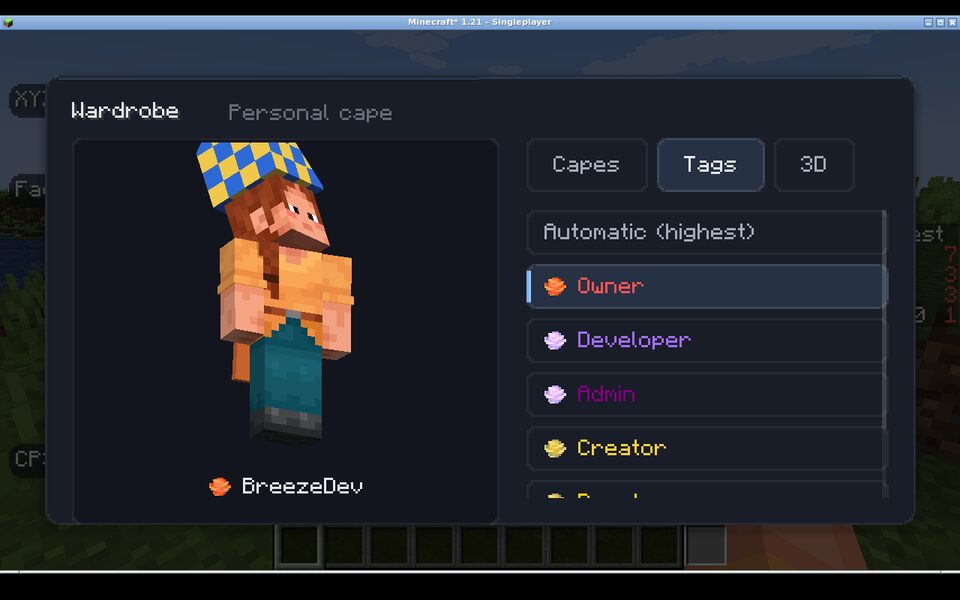 Minecraft* 1.21 - Singleplayer
Wardrobe
Personal cape
Capes
Tags
3D
Automatic (highest)
Owner
Developer
Admin
Creator
BreezeDev